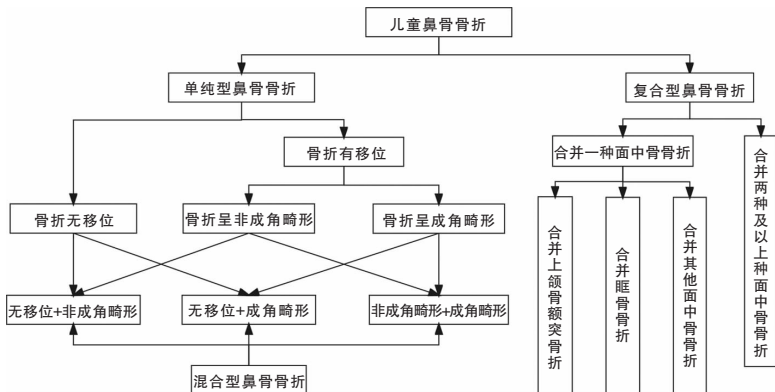 儿童鼻骨骨折
单纯型鼻骨骨折
复合型鼻骨骨折
骨折有移位
合并一种面中骨骨折
合并两种及以上种面中骨骨折
骨折无移位
骨折呈非成角畸形
骨折呈成角畸形
合并上颌骨额突骨折
合并眶骨骨折
合并其他面中骨骨折
无移位+非成角畸形
无移位+成角畸形
非成角畸形+成角畸形
混合型鼻骨骨折